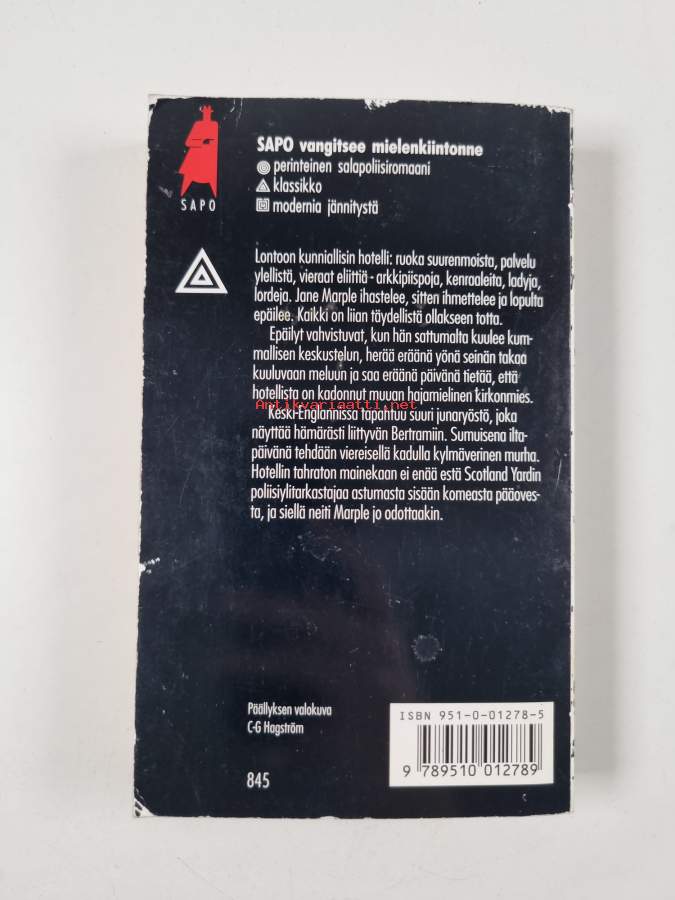 SAPO
SAPO vangitsee mielenkiintonne
perinteinen salapoliisiromaani
klassikko
modernia jännitystä
Lontoon kunniallisin hotelli: ruoka suurenmoista, palvelu
ylellistä, vieraat eliittiä - arkkipiispoja, kenraaleita, ladyja,
lordeja. Jane Marple ihastelee, sitten ihmettelee ja lopulta
epäilee. Kaikki on liian täydellistä ollakseen totta.
Epäilyt vahvistuvat, kun hän sattumalta kuulee kum-
mallisen keskustelun, herää eräänä yönä seinän takaa
kuuluvaan meluun ja saa eräänä päivänä tietää, että
hotellista on kadonnut muuan hajamielinen kirkonmies.
Antikvariaatti.net
Keski-Englannissa tapahtuu suuri junaryöstö, joka
näyttää hämärästi liittyvän Bertramiin. Sumuisena ilta-
päivänä tehdään viereisellä kadulla kylmäverinen murha.
Hotellin tahraton mainekaan ei enää estä Scotland Yardin
poliisiylitarkastajaa astumasta sisään komeasta pääoves-
ta, ja siellä neiti Marple jo odottaakin.
Päällyksen valokuva
C-G Hagström
845
ISBN 951-0-01278-5
9 789510 012789